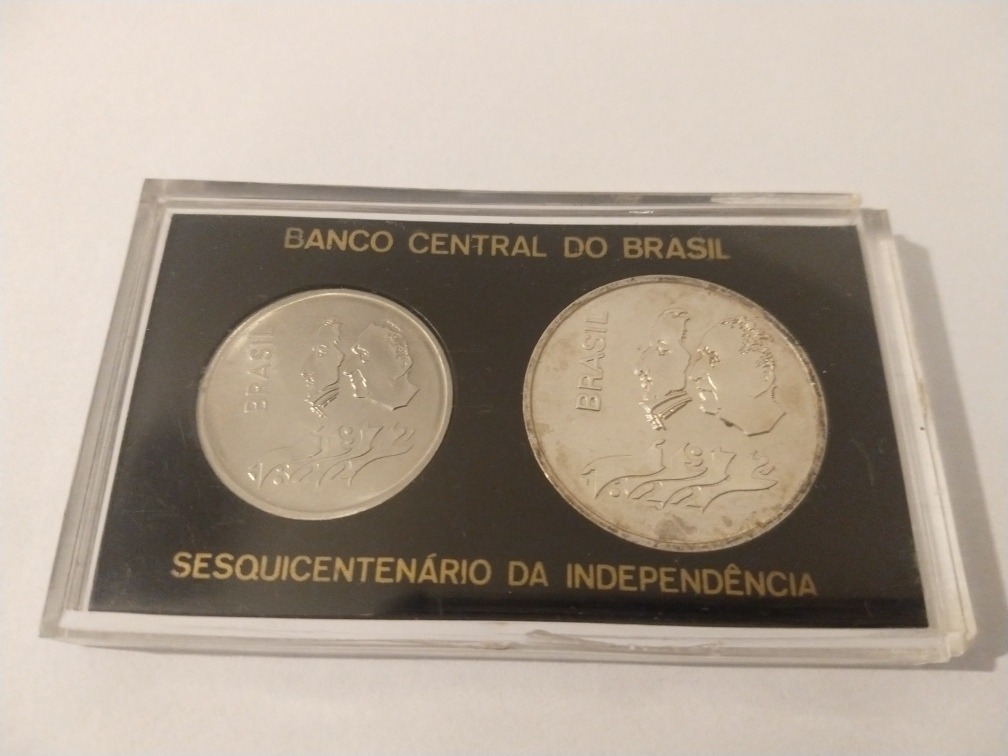 BANCO CENTRAL DO BRASIL
BRASIL
1972
1822
BRASIL
1972
1822
SESQUICENTENÁRIO DA INDEPENDÊNCIA